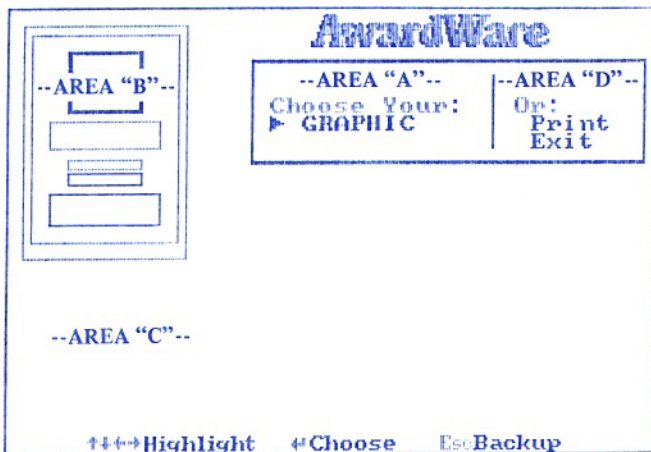 AwardWare
--AREA “B”--
--AREA “A”--
Choose Your:
► GRAPHIC
--AREA “D”--
Or:
Print
Exit
--AREA “C”--
↑↓←→Highlight ↵Choose EscBackup